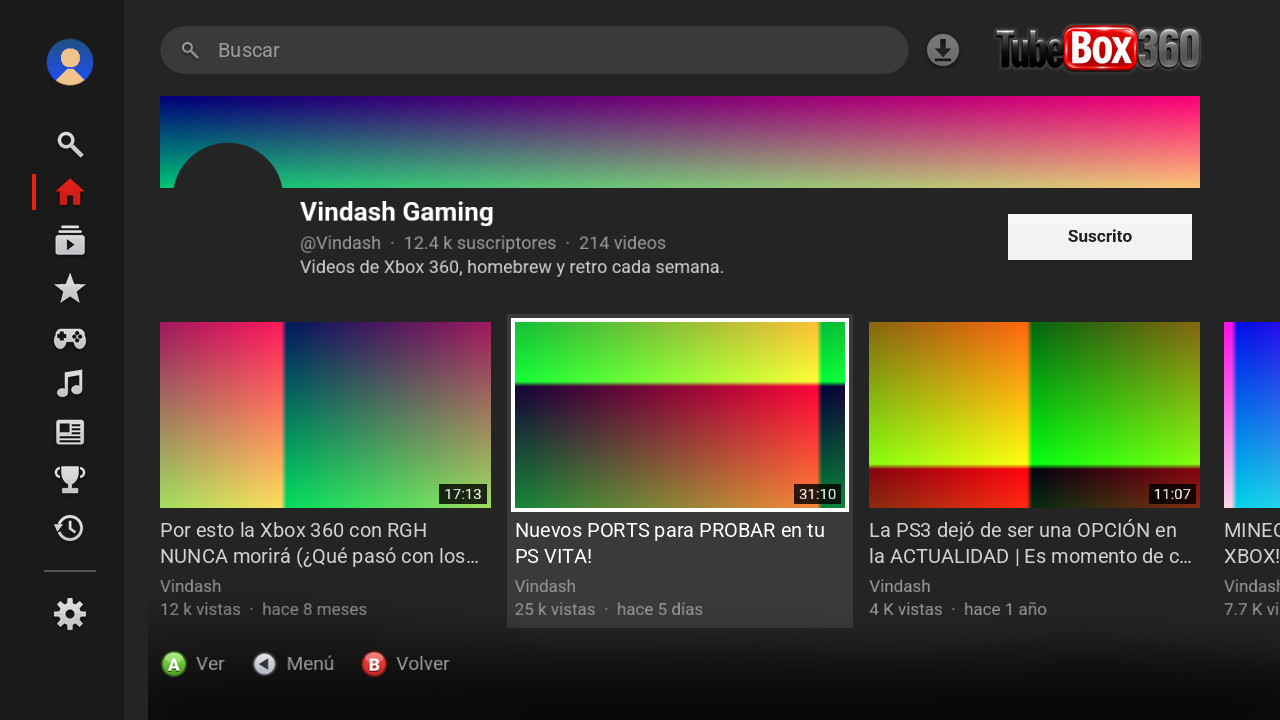 Buscar
TubeBox360
Vindash Gaming
@Vindash · 12.4 k suscriptores · 214 videos
Videos de Xbox 360, homebrew y retro cada semana.
Suscrito
17:13
31:10
11:07
Por esto la Xbox 360 con RGH
NUNCA morirá (¿Qué pasó con los...
Vindash
12 k vistas · hace 8 meses
Nuevos PORTS para PROBAR en tu
PS VITA!
Vindash
25 k vistas · hace 5 días
La PS3 dejó de ser una OPCIÓN en
la ACTUALIDAD | Es momento de c...
Vindash
4 K vistas · hace 1 año
XBOX!
7.7 K vi
A Ver
Menú
B Volver